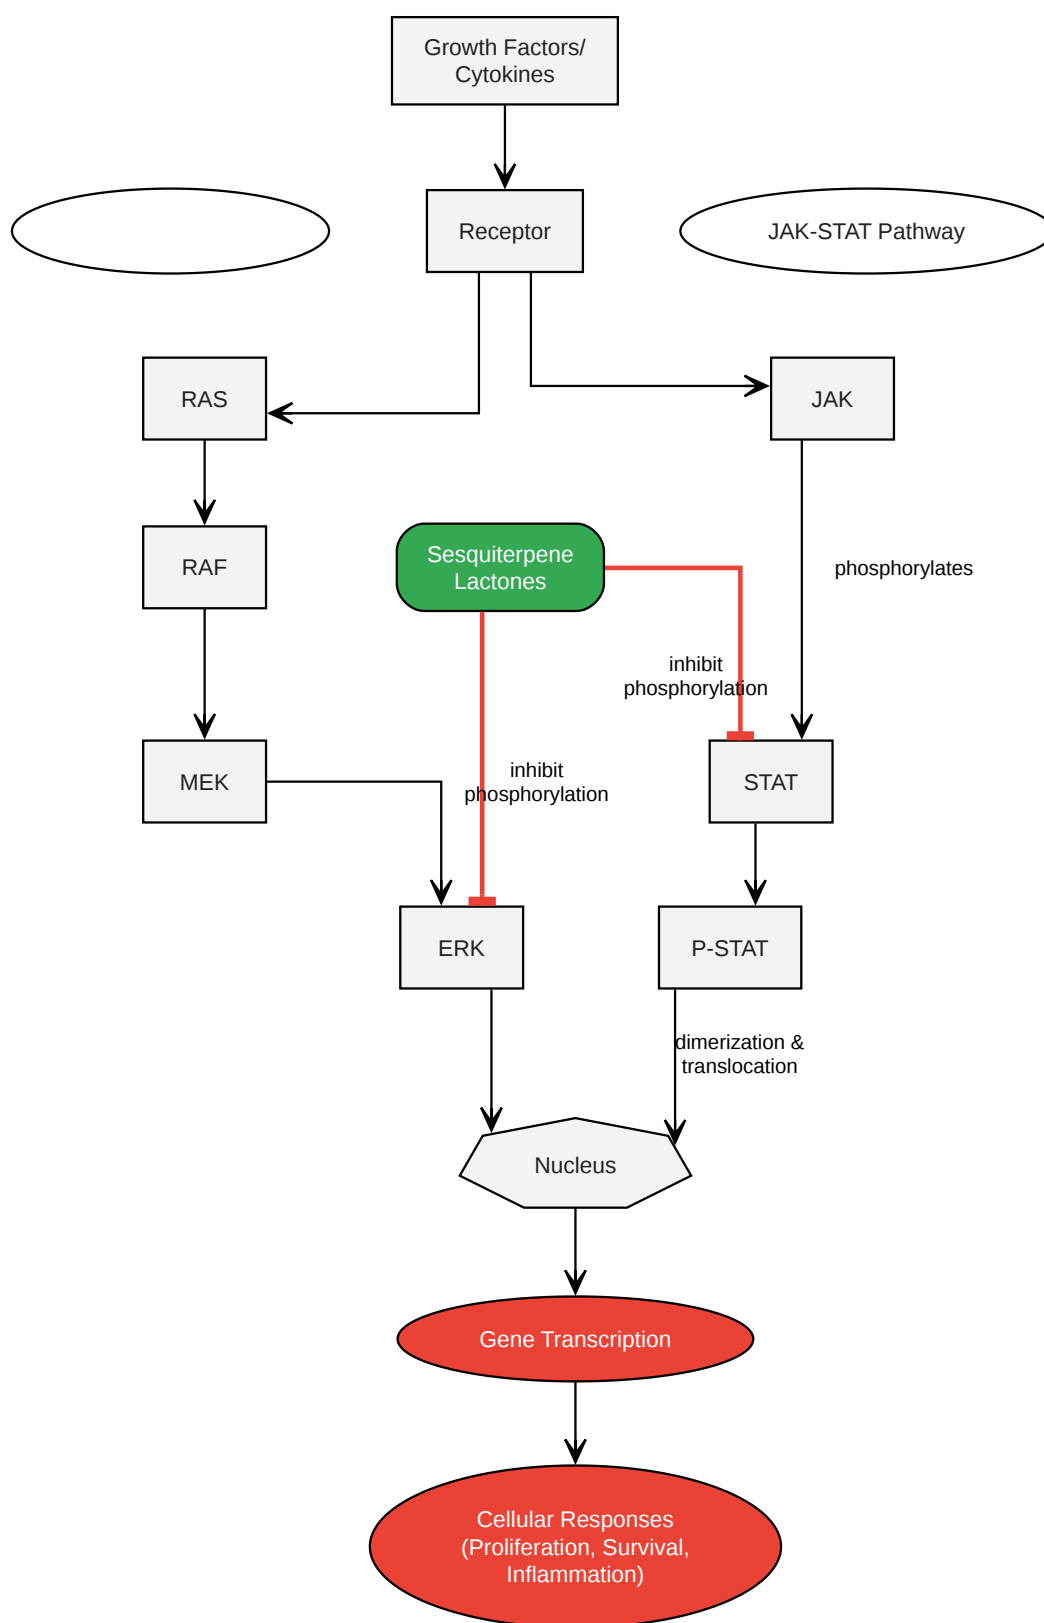 Growth Factors/
Cytokines
Receptor
JAK-STAT Pathway
RAS
JAK
RAF
Sesquiterpene
Lactones
phosphorylates
inhibit
phosphorylation
MEK
inhibit
phosphorylation
STAT
ERK
P-STAT
dimerization &
translocation
Nucleus
Gene Transcription
Cellular Responses
(Proliferation, Survival,
Inflammation)